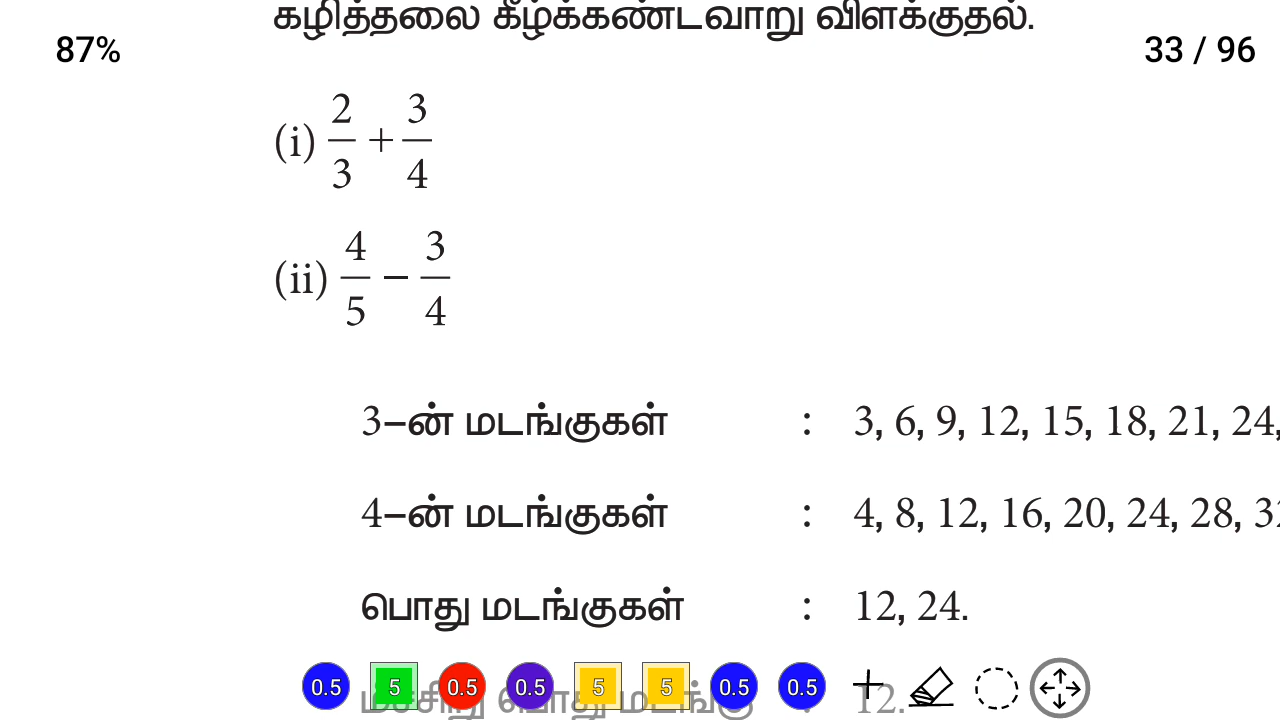 கழித்தலை கீழ்க்கண்டவாறு விளக்குதல்.
87%
33 / 96
(i) 2/3 + 3/4
(ii) 4/5 − 3/4
3–ன் மடங்குகள் : 3, 6, 9, 12, 15, 18, 21, 24,
4–ன் மடங்குகள் : 4, 8, 12, 16, 20, 24, 28, 32
பொது மடங்குகள் : 12, 24.
மீச்சிறு பொது மடங்கு : 12.
0.5 5 0.5 0.5 5 5 0.5 0.5